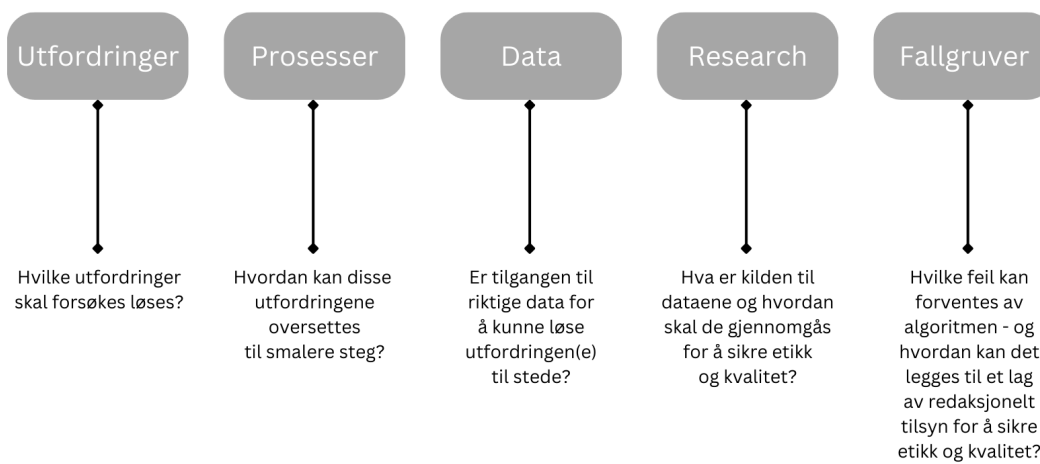 Utfordringer
Prosesser
Data
Research
Fallgruver
Hvilke utfordringer
skal forsøkes løses?
Hvordan kan disse
utfordringene
oversettes
til smalere steg?
Er tilgangen til
riktige data for
å kunne løse
utfordringen(e)
til stede?
Hva er kilden til
dataene og hvordan
skal de gjennomgås
for å sikre etikk
og kvalitet?
Hvilke feil kan
forventes av
algoritmen - og
hvordan kan det
legges til et lag
av redaksjonelt
tilsyn for å sikre
etikk og kvalitet?